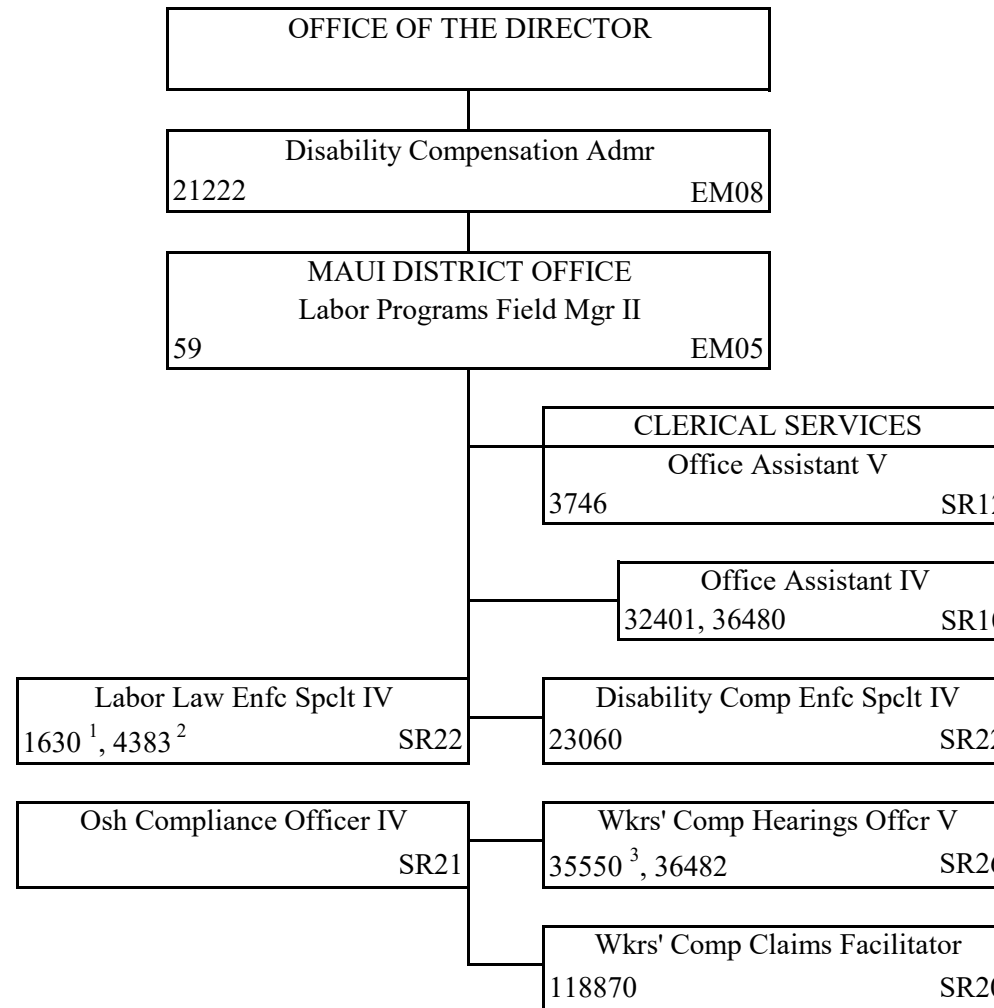 OFFICE OF THE DIRECTOR
Disability Compensation Admr
21222 EM08
MAUI DISTRICT OFFICE
Labor Programs Field Mgr II
59 EM05
CLERICAL SERVICES
Office Assistant V
3746 SR12
Office Assistant IV
32401, 36480
Labor Law Enfc Spclt IV
1630 ¹, 4383 ² SR22
Disability Comp Enfc Spclt IV
23060 SR22
Osh Compliance Officer IV
SR21
Wkrs' Comp Hearings Offcr V
35550 ³, 36482
Wkrs' Comp Claims Facilitator
118870